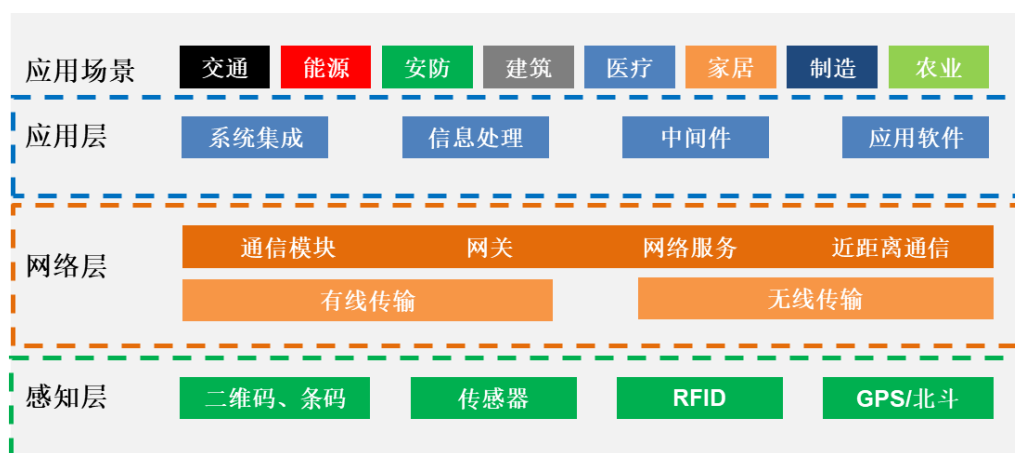 应用场景 交通 能源 安防 建筑 医疗 家居 制造 农业
应用层 系统集成 信息处理 中间件 应用软件
通信模块 网关 网络服务 近距离通信
网络层
有线传输 无线传输
感知层 二维码、条码 传感器 RFID GPS/北斗